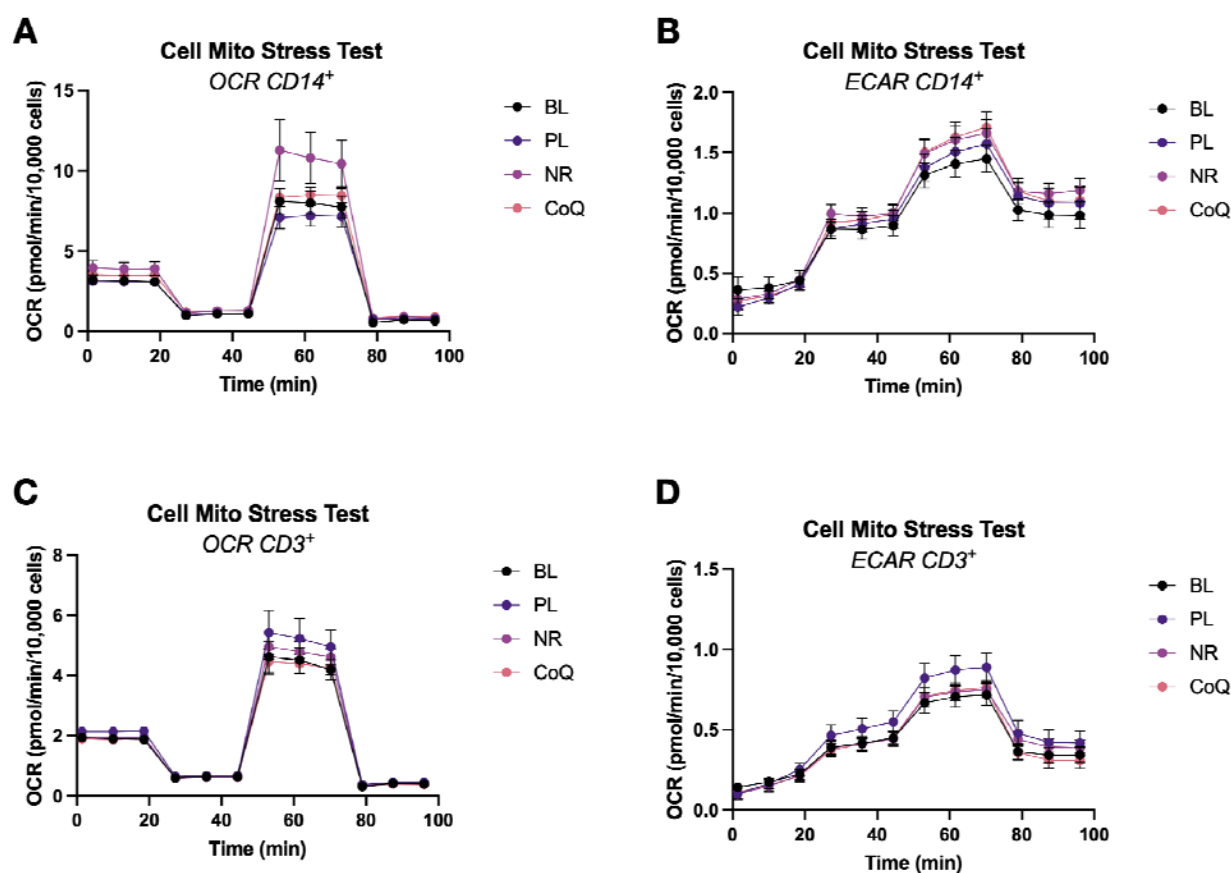 A
Cell Mito Stress Test
OCR CD14+
OCR (pmol/min/10,000 cells)
15
10
5
0
0 20 40 60 80 100
Time (min)
BL
PL
NR
CoQ
B
Cell Mito Stress Test
ECAR CD14+
OCR (pmol/min/10,000 cells)
2.0
1.5
1.0
0.5
0.0
0 20 40 60 80 100
Time (min)
BL
PL
NR
CoQ
C
Cell Mito Stress Test
OCR CD3+
OCR (pmol/min/10,000 cells)
8
6
4
2
0
0 20 40 60 80 100
Time (min)
BL
PL
NR
CoQ
D
Cell Mito Stress Test
ECAR CD3+
OCR (pmol/min/10,000 cells)
1.5
1.0
0.5
0.0
0 20 40 60 80 100
Time (min)
BL
PL
NR
CoQ